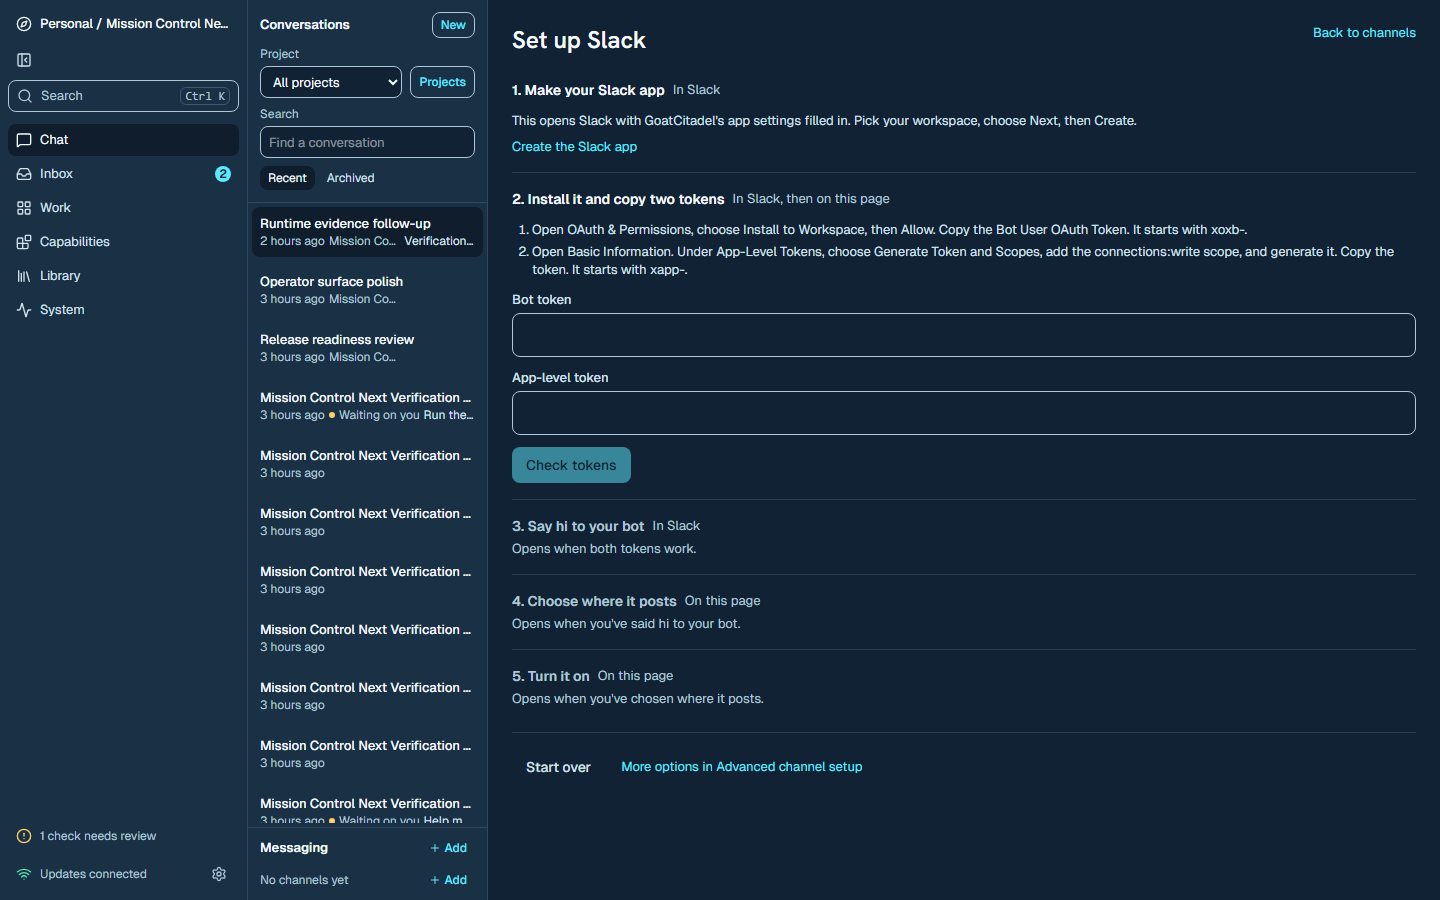 Personal / Mission Control Ne...
Search
Ctrl K
Chat
Inbox
2
Work
Capabilities
Library
System
1 check needs review
Updates connected
Conversations
New
Project
All projects
Projects
Search
Find a conversation
Recent
Archived
Runtime evidence follow-up
2 hours ago Mission Co... Verification...
Operator surface polish
3 hours ago Mission Co...
Release readiness review
3 hours ago Mission Co...
Mission Control Next Verification ...
3 hours ago Waiting on you Run the...
Mission Control Next Verification ...
3 hours ago
Mission Control Next Verification ...
3 hours ago
Mission Control Next Verification ...
3 hours ago
Mission Control Next Verification ...
3 hours ago
Mission Control Next Verification ...
3 hours ago
Mission Control Next Verification ...
3 hours ago
Mission Control Next Verification ...
3 hours ago Waiting on you Help m...
Messaging
+ Add
No channels yet
+ Add
Set up Slack
Back to channels
1. Make your Slack app In Slack
This opens Slack with GoatCitadel's app settings filled in. Pick your workspace, choose Next, then Create.
Create the Slack app
2. Install it and copy two tokens In Slack, then on this page
1. Open OAuth & Permissions, choose Install to Workspace, then Allow. Copy the Bot User OAuth Token. It starts with xoxb-.
2. Open Basic Information. Under App-Level Tokens, choose Generate Token and Scopes, add the connections:write scope, and generate it. Copy the
token. It starts with xapp-.
Bot token
App-level token
Check tokens
3. Say hi to your bot In Slack
Opens when both tokens work.
4. Choose where it posts On this page
Opens when you've said hi to your bot.
5. Turn it on On this page
Opens when you've chosen where it posts.
Start over
More options in Advanced channel setup